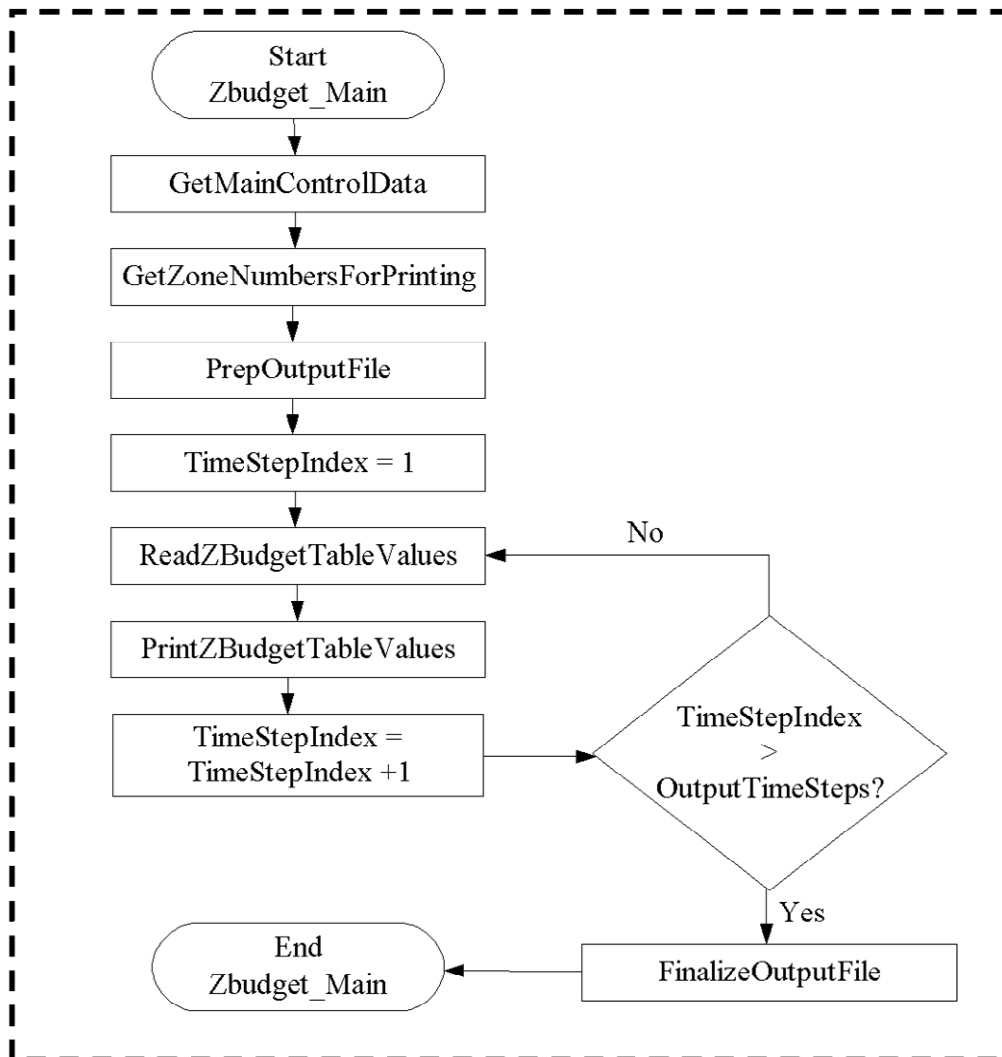 Start
Zbudget_Main
GetMainControlData
GetZoneNumbersForPrinting
PrepOutputFile
TimeStepIndex = 1
ReadZBudgetTableValues
No
PrintZBudgetTableValues
TimeStepIndex =
TimeStepIndex +1
TimeStepIndex
>
OutputTimeSteps?
Yes
FinalizeOutputFile
End
Zbudget_Main